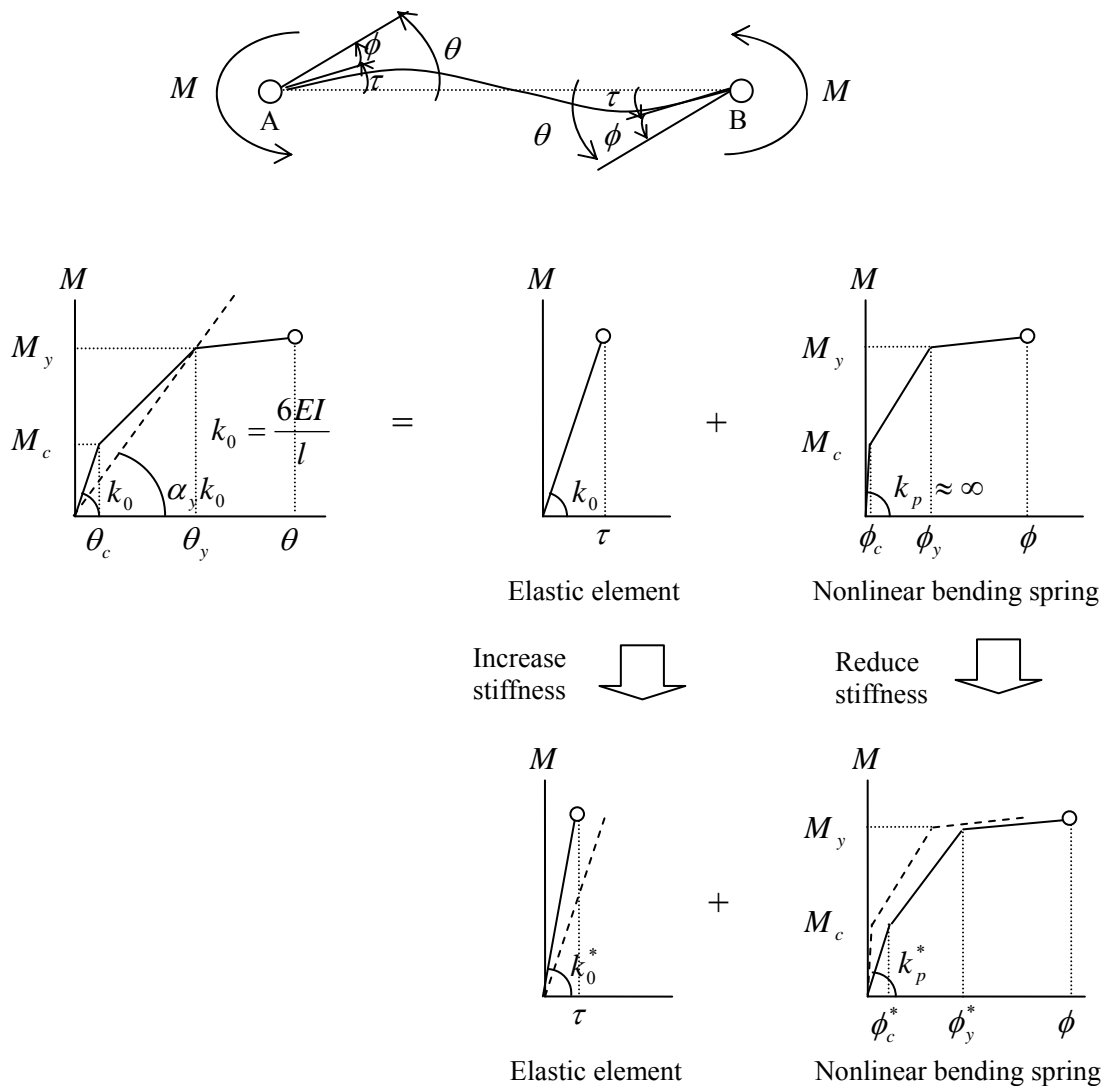 ϕ
θ
τ
M
A
τ
θ
ϕ
B
M
M
M_y
M_c
k_0 = 6EI / l
k_0
α_y k_0
θ_c
θ_y
θ
=
M
k_0
τ
Elastic element
+
M
M_y
M_c
k_p ≈ ∞
ϕ_c
ϕ_y
ϕ
Nonlinear bending spring
Increase
stiffness
Reduce
stiffness
M
k_0^*
τ
Elastic element
+
M
M_y
M_c
k_p^*
ϕ_c^*
ϕ_y^*
ϕ
Nonlinear bending spring